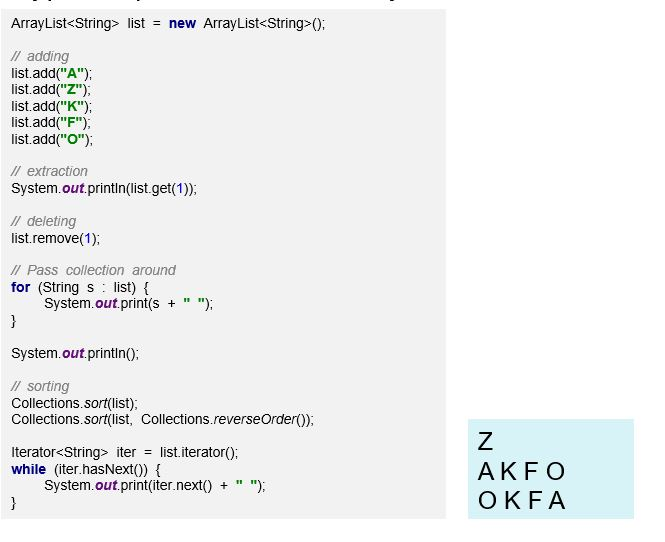 ArrayList<String> list = new ArrayList<String>();
// adding
list.add("A");
list.add("Z");
list.add("K");
list.add("F");
list.add("O");
// extraction
System.out.println(list.get(1));
// deleting
list.remove(1);
// Pass collection around
for (String s : list) {
System.out.print(s + " ");
}
System.out.println();
// sorting
Collections.sort(list);
Collections.sort(list, Collections.reverseOrder());
Iterator<String> iter = list.iterator();
while (iter.hasNext()) {
System.out.print(iter.next() + " ");
}
Z
A K F O
O K F A